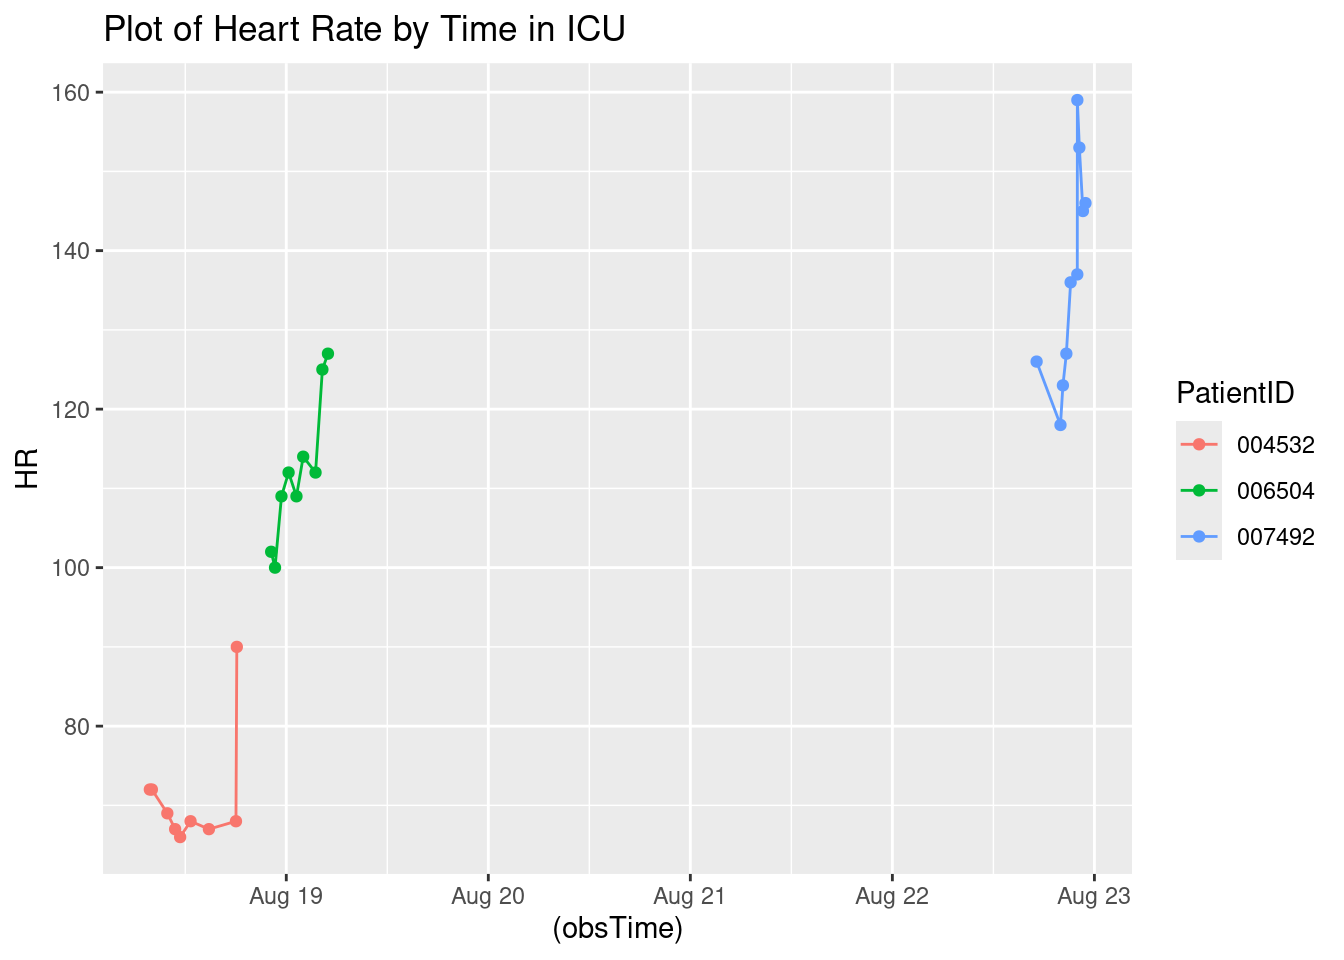 Plot of Heart Rate by Time in ICU
160
140
120
100
80
HR
Aug 19 Aug 20 Aug 21 Aug 22 Aug 23
(obsTime)
PatientID
004532
006504
007492